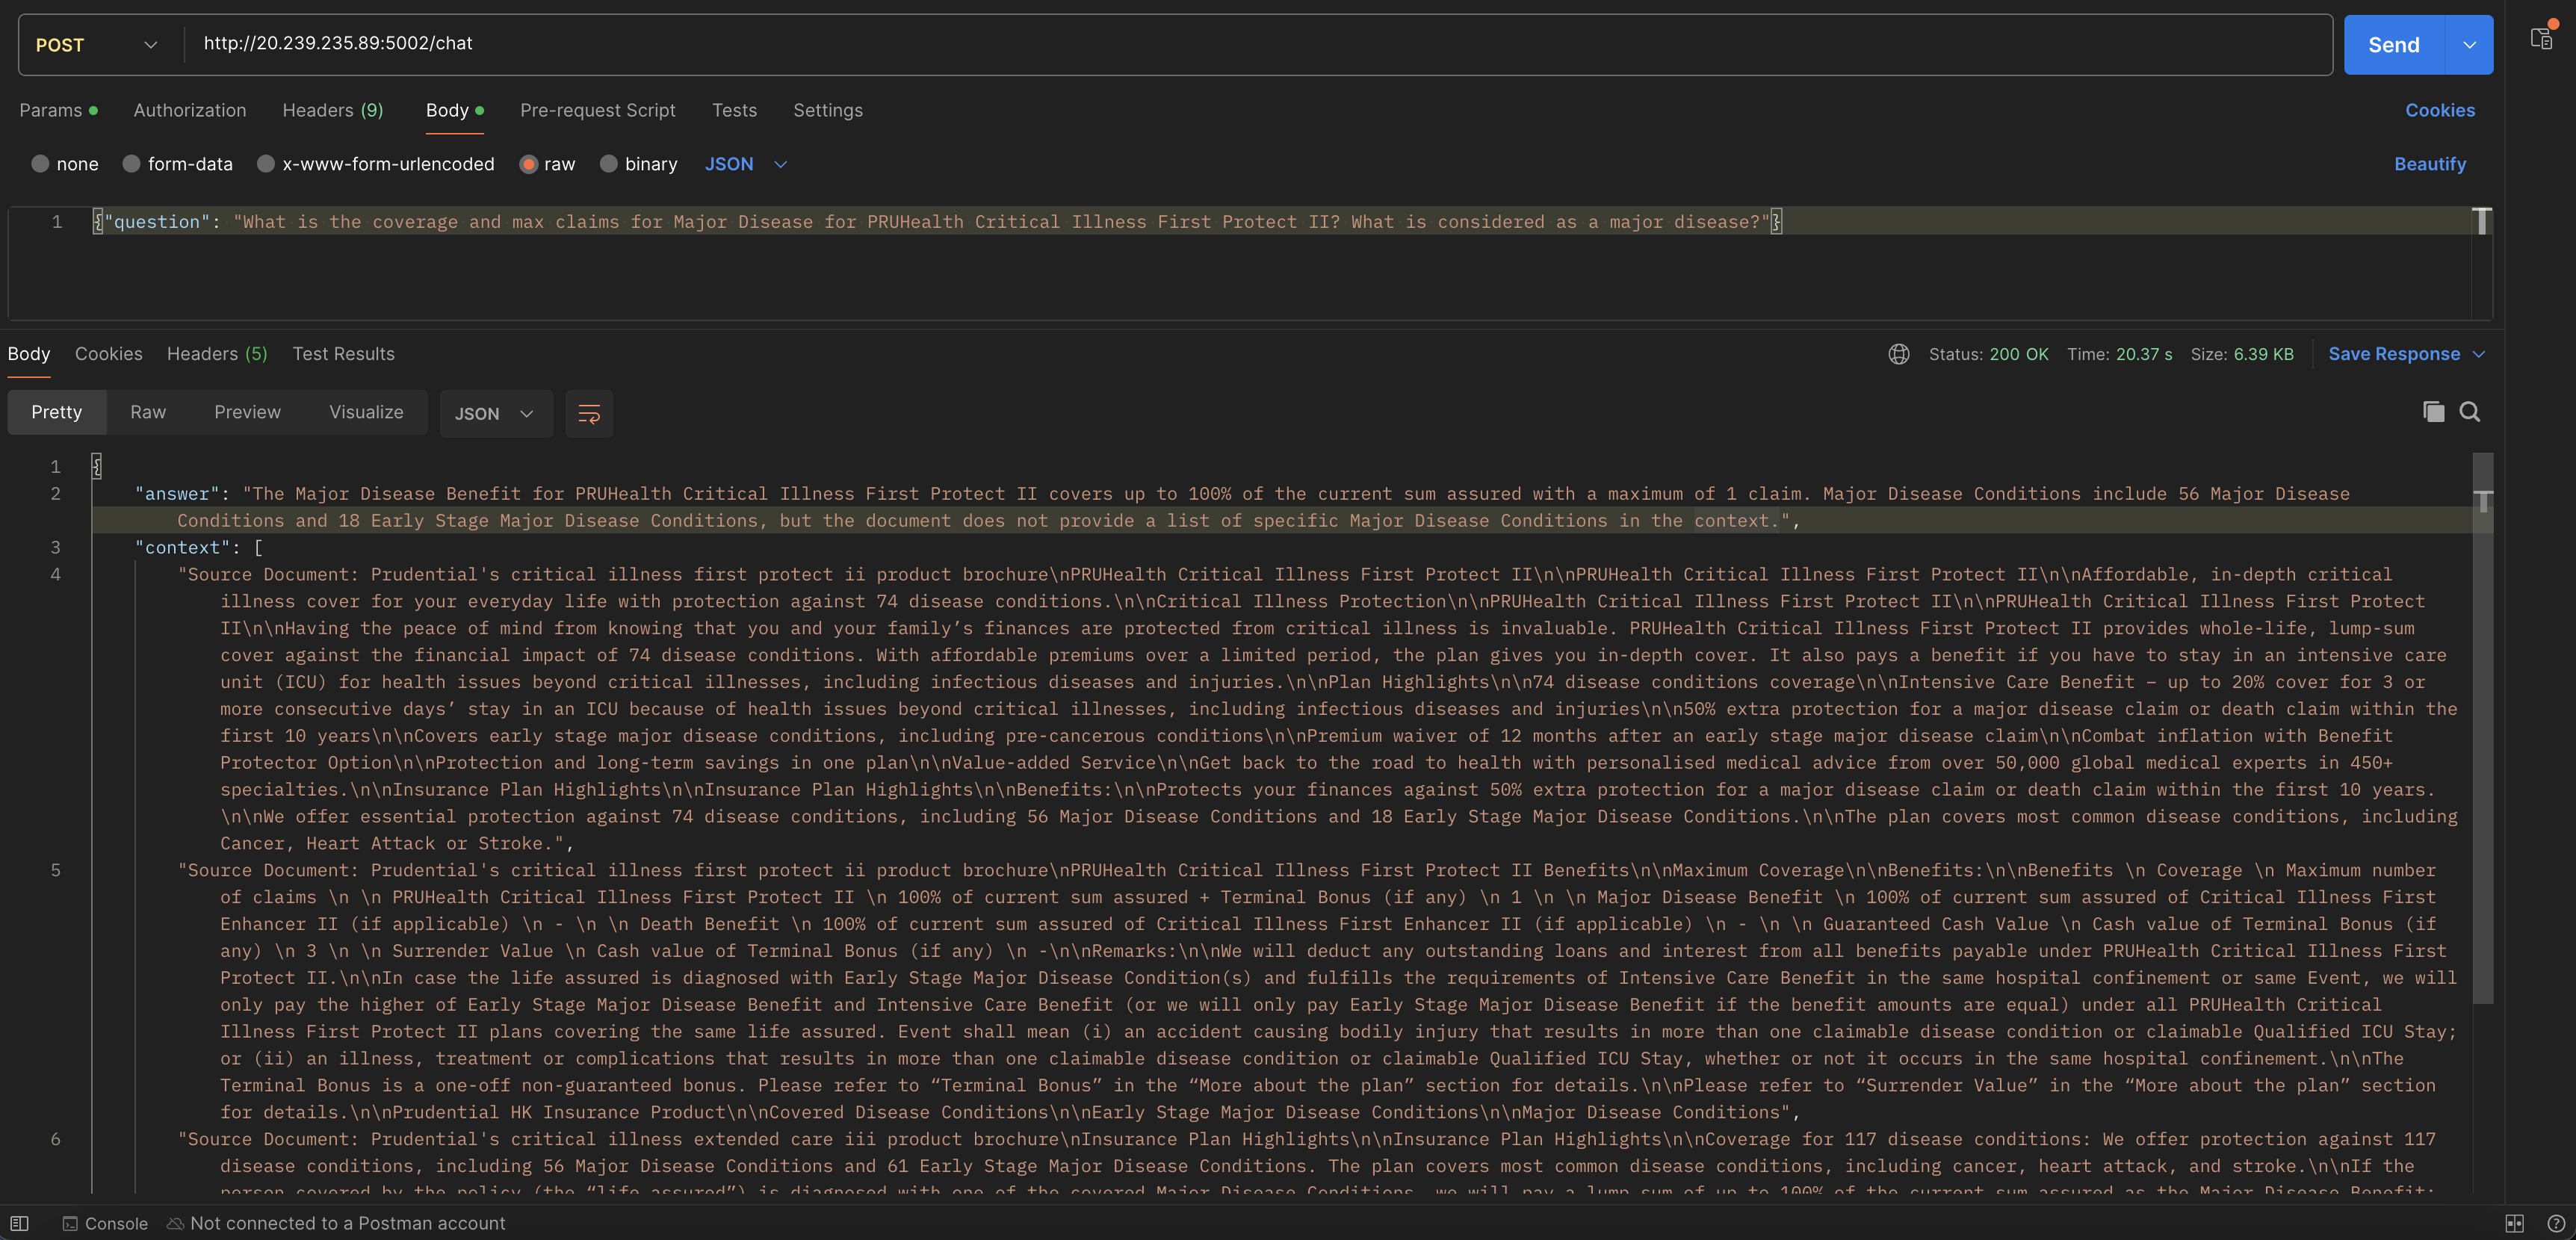 POST http://20.239.235.89:5002/chat Send
Params Authorization Headers (9) Body Pre-request Script Tests Settings Cookies
none form-data x-www-form-urlencoded raw binary JSON Beautify
1 {"question": "What is the coverage and max claims for Major Disease for PRUHealth Critical Illness First Protect II? What is considered as a major disease?"}
Body Cookies Headers (5) Test Results Status: 200 OK Time: 20.37 s Size: 6.39 KB Save Response
Pretty Raw Preview Visualize JSON
1 {
2 "answer": "The Major Disease Benefit for PRUHealth Critical Illness First Protect II covers up to 100% of the current sum assured with a maximum of 1 claim. Major Disease Conditions include 56 Major Disease
Conditions and 18 Early Stage Major Disease Conditions, but the document does not provide a list of specific Major Disease Conditions in the context.",
3 "context": [
4 "Source Document: Prudential's critical illness first protect ii product brochure\nPRUHealth Critical Illness First Protect II\n\nPRUHealth Critical Illness First Protect II\n\nAffordable, in-depth critical
illness cover for your everyday life with protection against 74 disease conditions.\n\nCritical Illness Protection\n\nPRUHealth Critical Illness First Protect II\n\nPRUHealth Critical Illness First Protect
II\n\nHaving the peace of mind from knowing that you and your family’s finances are protected from critical illness is invaluable. PRUHealth Critical Illness First Protect II provides whole-life, lump-sum
cover against the financial impact of 74 disease conditions. With affordable premiums over a limited period, the plan gives you in-depth cover. It also pays a benefit if you have to stay in an intensive care
unit (ICU) for health issues beyond critical illnesses, including infectious diseases and injuries.\n\nPlan Highlights\n\n74 disease conditions coverage\n\nIntensive Care Benefit – up to 20% cover for 3 or
more consecutive days’ stay in an ICU because of health issues beyond critical illnesses, including infectious diseases and injuries\n\n50% extra protection for a major disease claim or death claim within the
first 10 years\n\nCovers early stage major disease conditions, including pre-cancerous conditions\n\nPremium waiver of 12 months after an early stage major disease claim\n\nCombat inflation with Benefit
Protector Option\n\nProtection and long-term savings in one plan\n\nValue-added Service\n\nGet back to the road to health with personalised medical advice from over 50,000 global medical experts in 450+
specialties.\n\nInsurance Plan Highlights\n\nInsurance Plan Highlights\n\nBenefits:\n\nProtects your finances against 50% extra protection for a major disease claim or death claim within the first 10 years.
\n\nWe offer essential protection against 74 disease conditions, including 56 Major Disease Conditions and 18 Early Stage Major Disease Conditions.\n\nThe plan covers most common disease conditions, including
Cancer, Heart Attack or Stroke.",
5 "Source Document: Prudential's critical illness first protect ii product brochure\nPRUHealth Critical Illness First Protect II Benefits\n\nMaximum Coverage\n\nBenefits:\n\nBenefits \n Coverage \n Maximum number
of claims \n \n PRUHealth Critical Illness First Protect II \n 100% of current sum assured + Terminal Bonus (if any) \n 1 \n \n Major Disease Benefit \n 100% of current sum assured of Critical Illness First
Enhancer II (if applicable) \n - \n \n Death Benefit \n 100% of current sum assured of Critical Illness First Enhancer II (if applicable) \n - \n \n Guaranteed Cash Value \n Cash value of Terminal Bonus (if
any) \n 3 \n \n Surrender Value \n Cash value of Terminal Bonus (if any) \n -\n\nRemarks:\n\nWe will deduct any outstanding loans and interest from all benefits payable under PRUHealth Critical Illness First
Protect II.\n\nIn case the life assured is diagnosed with Early Stage Major Disease Condition(s) and fulfills the requirements of Intensive Care Benefit in the same hospital confinement or same Event, we will
only pay the higher of Early Stage Major Disease Benefit and Intensive Care Benefit (or we will only pay Early Stage Major Disease Benefit if the benefit amounts are equal) under all PRUHealth Critical
Illness First Protect II plans covering the same life assured. Event shall mean (i) an accident causing bodily injury that results in more than one claimable disease condition or claimable Qualified ICU Stay;
or (ii) an illness, treatment or complications that results in more than one claimable disease condition or claimable Qualified ICU Stay, whether or not it occurs in the same hospital confinement.\n\nThe
Terminal Bonus is a one-off non-guaranteed bonus. Please refer to “Terminal Bonus” in the “More about the plan” section for details.\n\nPlease refer to “Surrender Value” in the “More about the plan” section
for details.\n\nPrudential HK Insurance Product\n\nCovered Disease Conditions\n\nEarly Stage Major Disease Conditions\n\nMajor Disease Conditions",
6 "Source Document: Prudential's critical illness extended care iii product brochure\nInsurance Plan Highlights\n\nInsurance Plan Highlights\n\nCoverage for 117 disease conditions: We offer protection against 117
disease conditions, including 56 Major Disease Conditions and 61 Early Stage Major Disease Conditions. The plan covers most common disease conditions, including cancer, heart attack, and stroke.\n\nIf the
person covered by the policy (the “life assured”) is diagnosed with one of the covered Major Disease Conditions, we will pay a lump sum of up to 100% of the current sum assured as the Major Disease Benefit;
Console Not connected to a Postman account